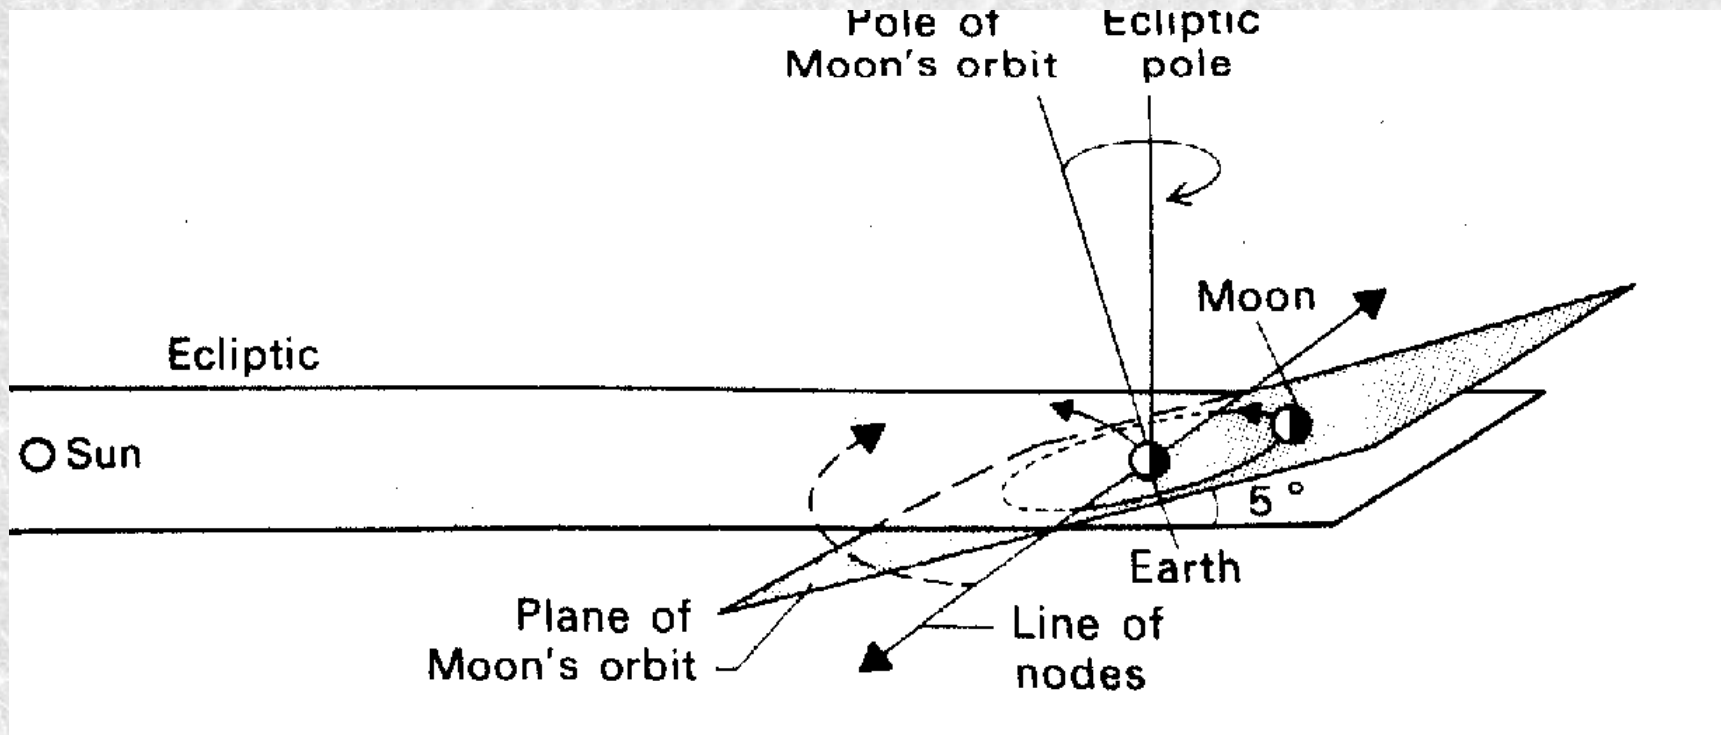 Pole of
Moon's orbit
Ecliptic
pole
Moon
Ecliptic
Sun
5°
Earth
Plane of
Moon's orbit
Line of
nodes